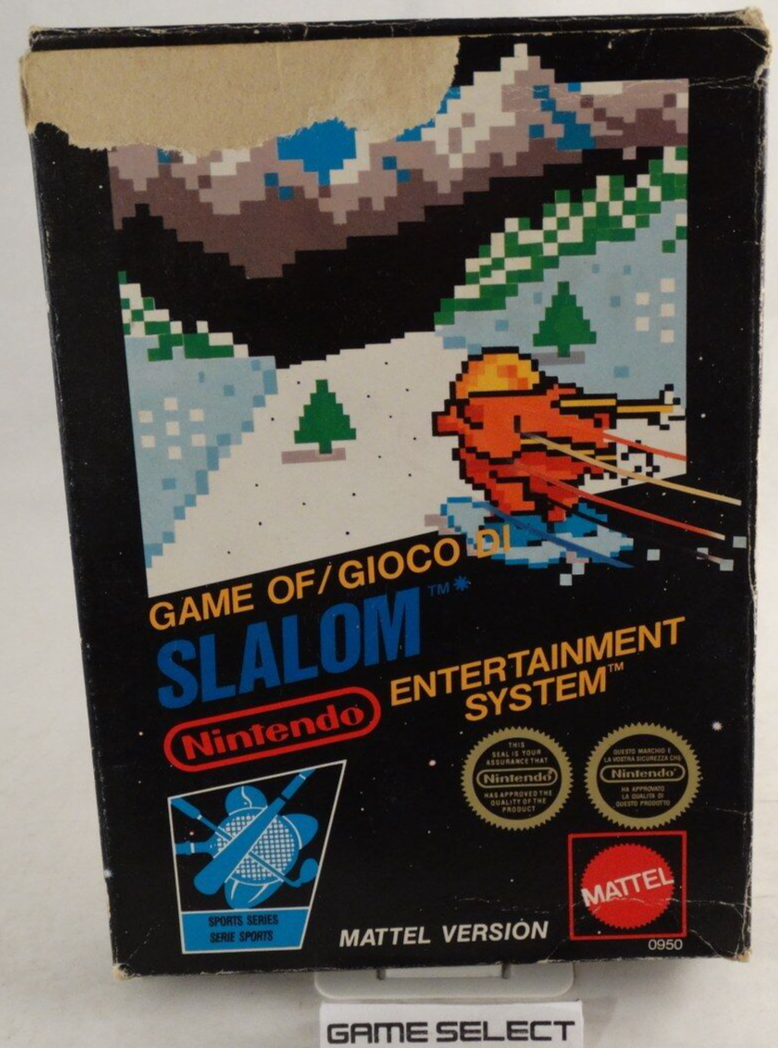 GAME OF/GIOCO DI
SLALOM™*
Nintendo
ENTERTAINMENT
SYSTEM™
THIS
SEAL IS YOUR
ASSURANCE THAT
Nintendo
HAS APPROVED THE
QUALITY OF THE
PRODUCT
QUESTO MARCHIO E
LA VOSTRA SICUREZZA CHE
Nintendo
HA APPROVATO
LA QUALITA DI
QUESTO PRODOTTO
SPORTS SERIES
SERIE SPORTS
MATTEL VERSION
MATTEL
0950
GAME SELECT